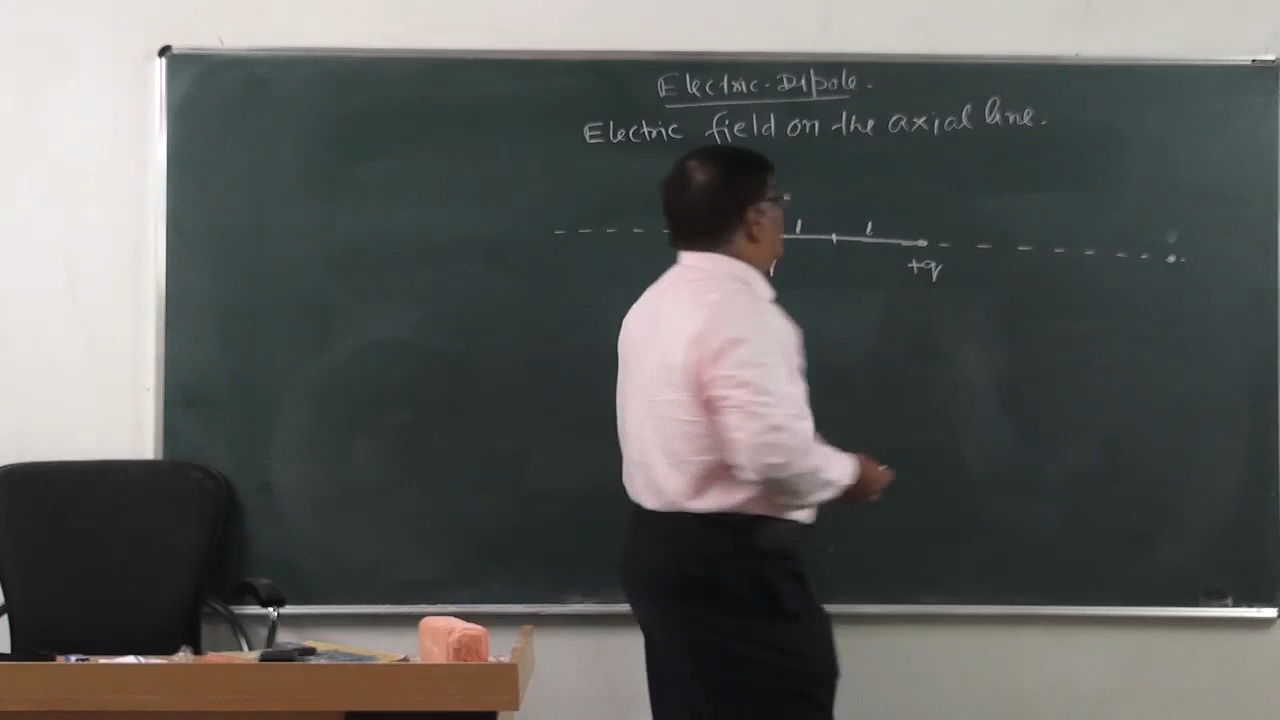 Electric-Dipole.
Electric field on the axial line.
l l
+q